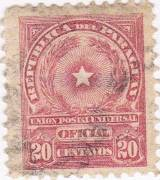 REPUBLICA DEL PARAGUAY
UNION POSTAL UNIVERSAL
OFICIAL
20 CENTAVOS 20